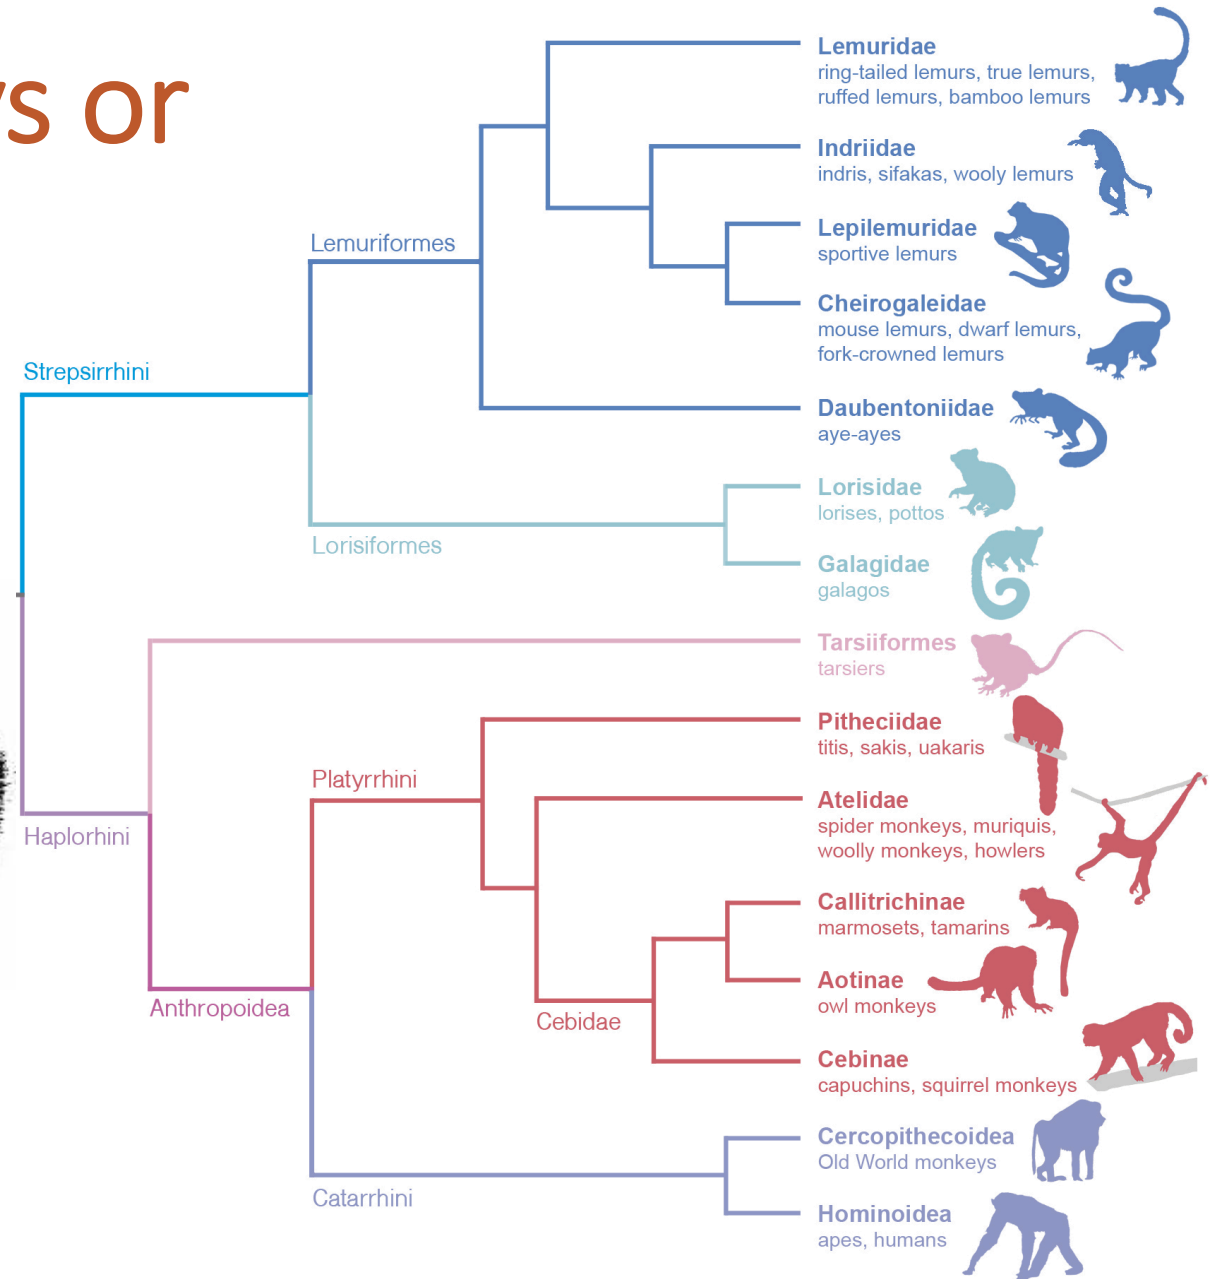 s or
Lemuridae
ring-tailed lemurs, true lemurs,
ruffed lemurs, bamboo lemurs
Indriidae
indris, sifakas, wooly lemurs
Lepilemuridae
sportive lemurs
Lemuriformes
Cheirogaleidae
mouse lemurs, dwarf lemurs,
fork-crowned lemurs
Strepsirrhini
Daubentoniidae
aye-ayes
Lorisidae
lorises, pottos
Lorisiformes
Galagidae
galagos
Tarsiiformes
tarsiers
Pitheciidae
titis, sakis, uakaris
Platyrrhini
Atelidae
spider monkeys, muriquis,
woolly monkeys, howlers
Haplorhini
Callitrichinae
marmosets, tamarins
Aotinae
owl monkeys
Anthropoidea
Cebidae
Cebinae
capuchins, squirrel monkeys
Cercopithecoidea
Old World monkeys
Catarrhini
Hominoidea
apes, humans